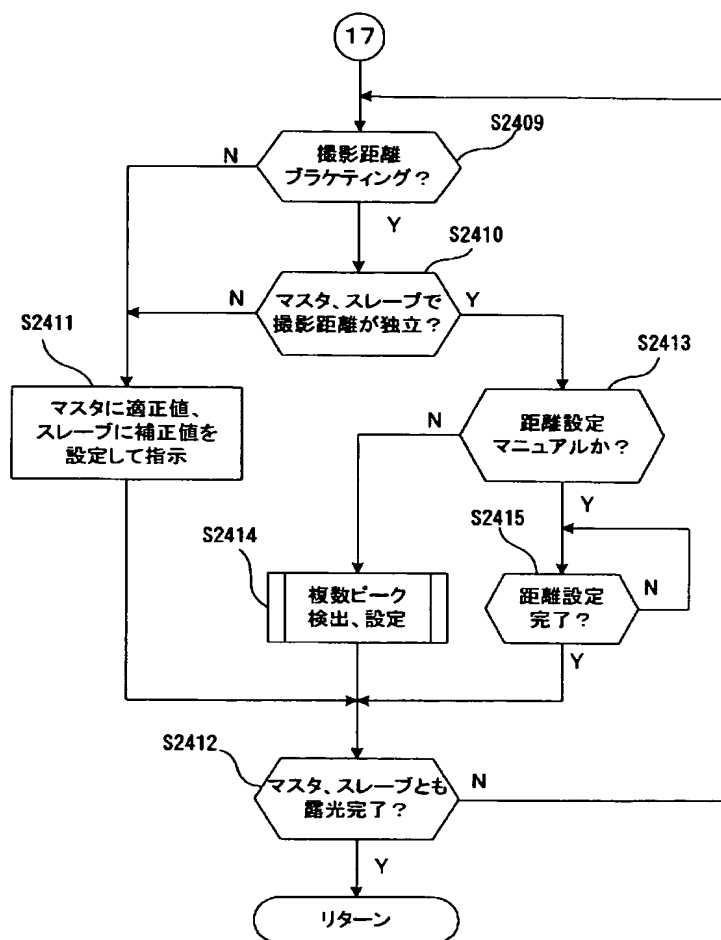 17
S2409
撮影距離
ブラケティング？
N
Y
S2410
マスタ、スレーブで
撮影距離が独立？
N
Y
S2411
マスタに適正値、
スレーブに補正値を
設定して指示
S2413
距離設定
マニュアルか？
N
Y
S2414
複数ピーク
検出、設定
S2415
距離設定
完了？
N
Y
S2412
マスタ、スレーブとも
露光完了？
N
Y
リターン